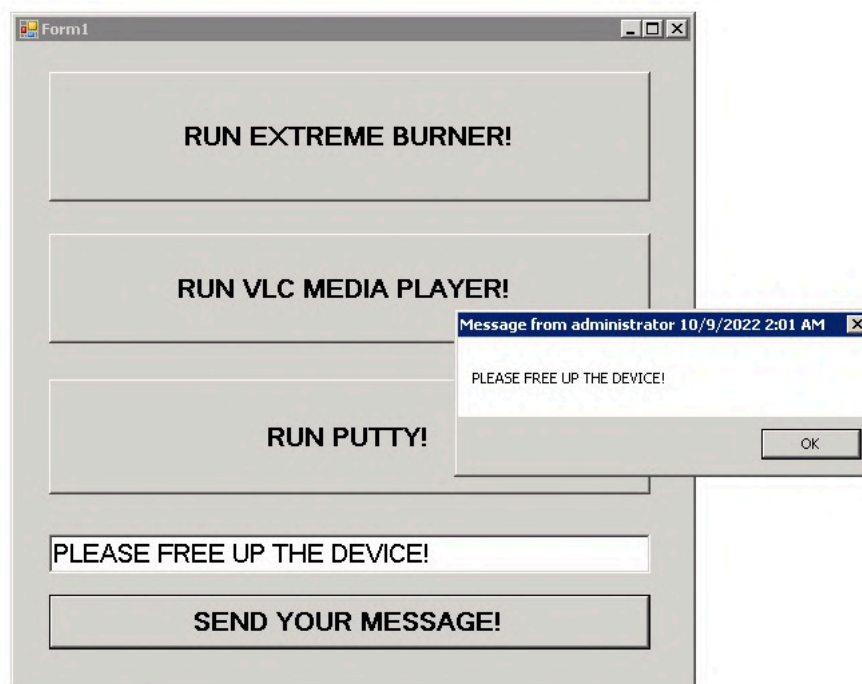 Form1
RUN EXTREME BURNER!
RUN VLC MEDIA PLAYER!
Message from administrator 10/9/2022 2:01 AM
PLEASE FREE UP THE DEVICE!
OK
RUN PUTTY!
PLEASE FREE UP THE DEVICE!
SEND YOUR MESSAGE!